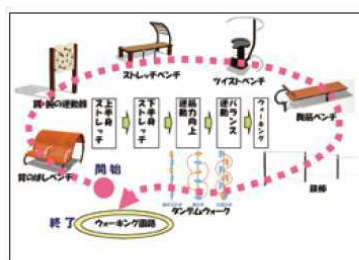 ストレッチベンチ
ツイストベンチ
肩・腕の運動器
腹筋ベンチ
上半身ストレッチ
下半身ストレッチ
筋力向上運動
バランス運動
ウォーキング
背のばしベンチ
開始
鉄棒
タンデムウォーク
終了
ウォーキング園路